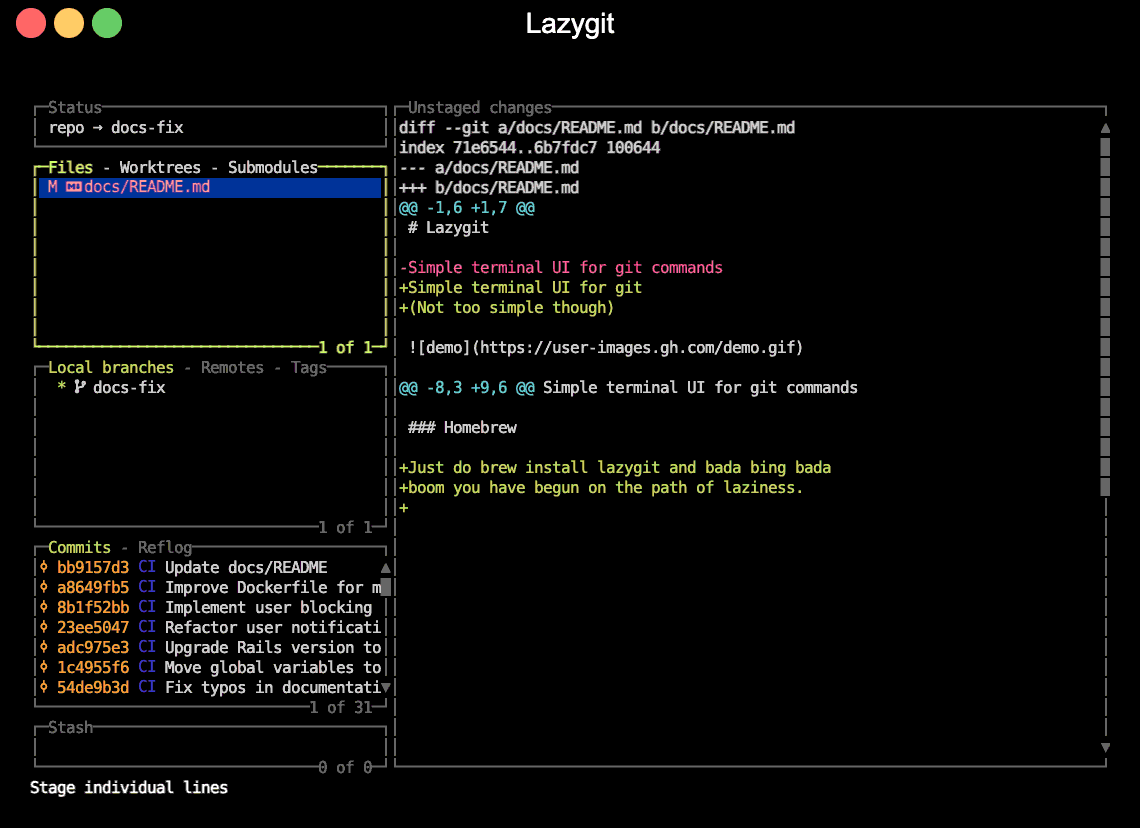 Lazygit
Status
repo → docs-fix
Files - Worktrees - Submodules
M docs/README.md
1 of 1
Local branches - Remotes - Tags
* docs-fix
1 of 1
Commits - Reflog
bb9157d3 CI Update docs/README
a8649fb5 CI Improve Dockerfile for m
8b1f52bb CI Implement user blocking
23ee5047 CI Refactor user notificati
adc975e3 CI Upgrade Rails version to
1c4955f6 CI Move global variables to
54de9b3d CI Fix typos in documentati
1 of 31
Stash
0 of 0
Unstaged changes
diff --git a/docs/README.md b/docs/README.md
index 71e6544..6b7fdc7 100644
--- a/docs/README.md
+++ b/docs/README.md
@@ -1,6 +1,7 @@
# Lazygit
-Simple terminal UI for git commands
+Simple terminal UI for git
+(Not too simple though)
![demo](https://user-images.gh.com/demo.gif)
@@ -8,3 +9,6 @@ Simple terminal UI for git commands
### Homebrew
+Just do brew install lazygit and bada bing bada
+boom you have begun on the path of laziness.
+
Stage individual lines